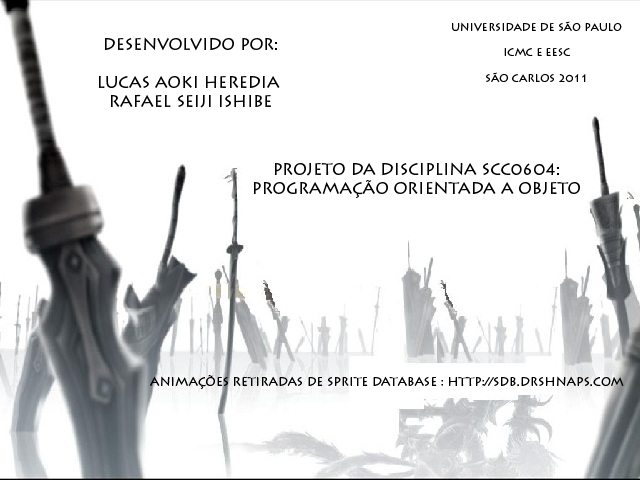 DESENVOLVIDO POR:
LUCAS AOKI HEREDIA
RAFAEL SEIJI ISHIBE
UNIVERSIDADE DE SÃO PAULO
ICMC E EESC
SÃO CARLOS 2011
PROJETO DA DISCIPLINA SCC0604:
PROGRAMAÇÃO ORIENTADA A OBJETO
ANIMAÇÕES RETIRADAS DE SPRITE DATABASE : HTTP://SDB.DRSHNAPS.COM